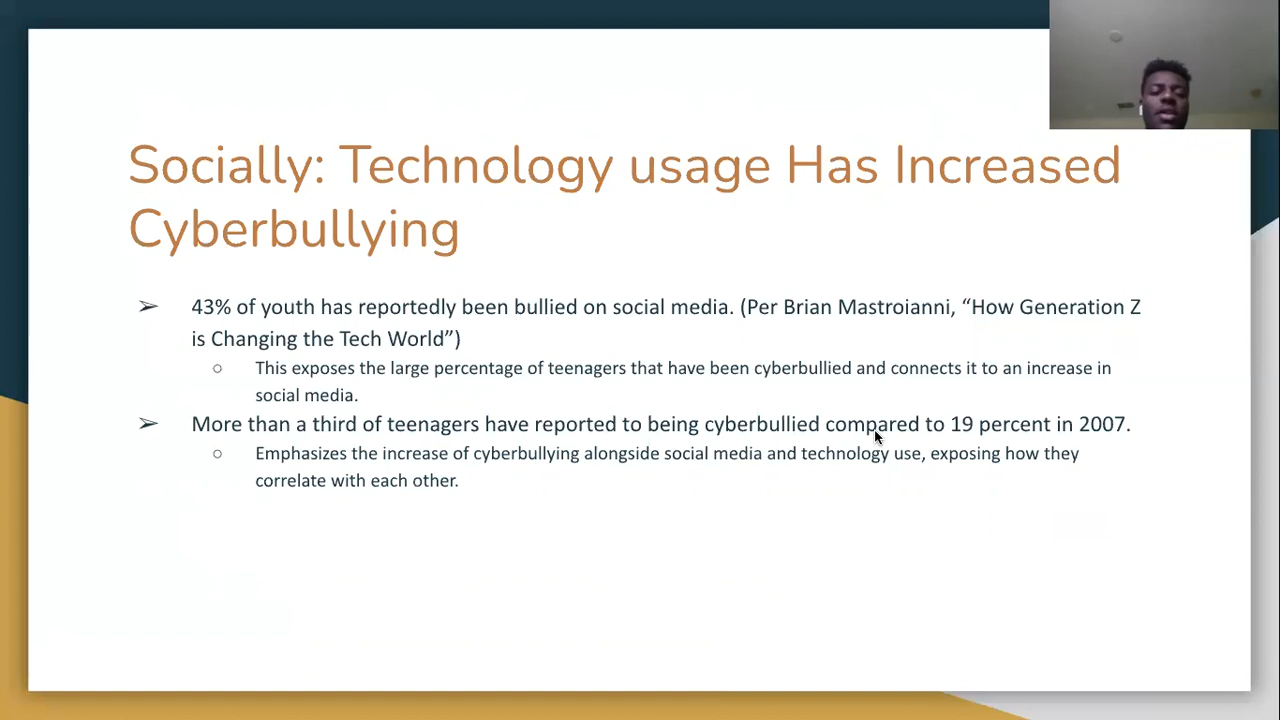 Socially: Technology usage Has Increased
Cyberbullying
➢ 43% of youth has reportedly been bullied on social media. (Per Brian Mastroianni, “How Generation Z
is Changing the Tech World”)
○ This exposes the large percentage of teenagers that have been cyberbullied and connects it to an increase in
social media.
➢ More than a third of teenagers have reported to being cyberbullied compared to 19 percent in 2007.
○ Emphasizes the increase of cyberbullying alongside social media and technology use, exposing how they
correlate with each other.